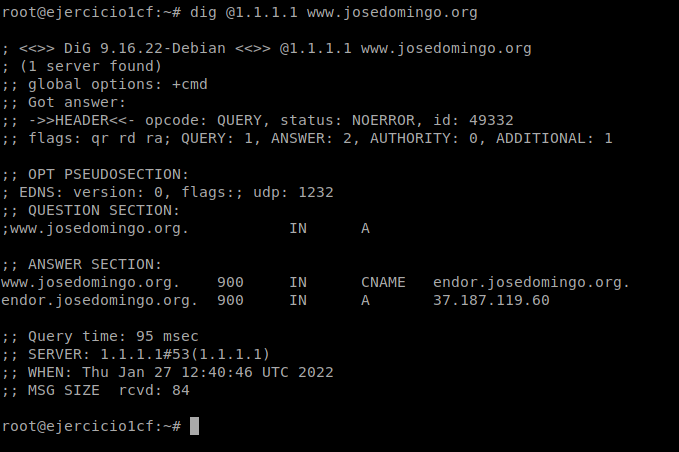 root@ejercicio1cf:~# dig @1.1.1.1 www.josedomingo.org
; <<>> DiG 9.16.22-Debian <<>> @1.1.1.1 www.josedomingo.org
; (1 server found)
;; global options: +cmd
;; Got answer:
;; ->>HEADER<<- opcode: QUERY, status: NOERROR, id: 49332
;; flags: qr rd ra; QUERY: 1, ANSWER: 2, AUTHORITY: 0, ADDITIONAL: 1
;; OPT PSEUDOSECTION:
; EDNS: version: 0, flags:; udp: 1232
;; QUESTION SECTION:
;www.josedomingo.org.           IN      A
;; ANSWER SECTION:
www.josedomingo.org.    900     IN      CNAME   endor.josedomingo.org.
endor.josedomingo.org.  900     IN      A       37.187.119.60
;; Query time: 95 msec
;; SERVER: 1.1.1.1#53(1.1.1.1)
;; WHEN: Thu Jan 27 12:40:46 UTC 2022
;; MSG SIZE  rcvd: 84
root@ejercicio1cf:~#